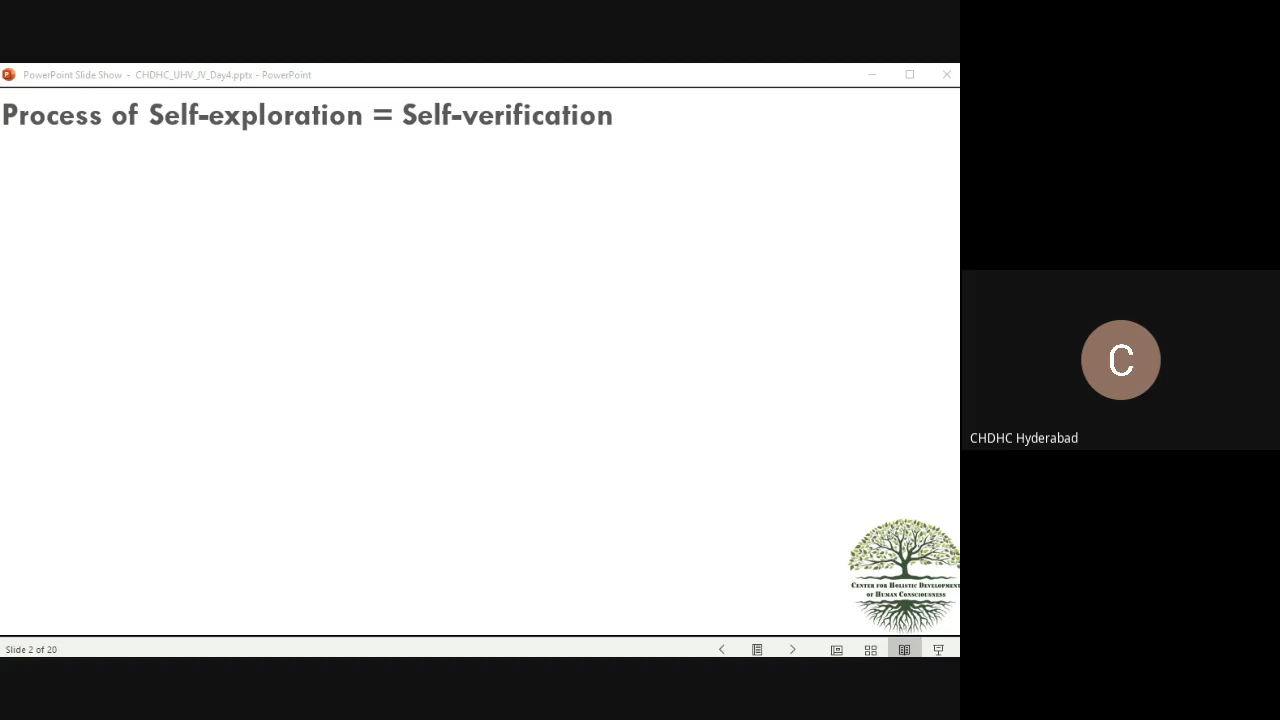 PowerPoint Slide Show - CHDHC_UHV_JV_Day4.pptx - PowerPoint
Process of Self-exploration = Self-verification
C
CHDHC Hyderabad
CENTER FOR HOLISTIC DEVELOPMENT
OF HUMAN CONSCIOUSNESS
Slide 2 of 20